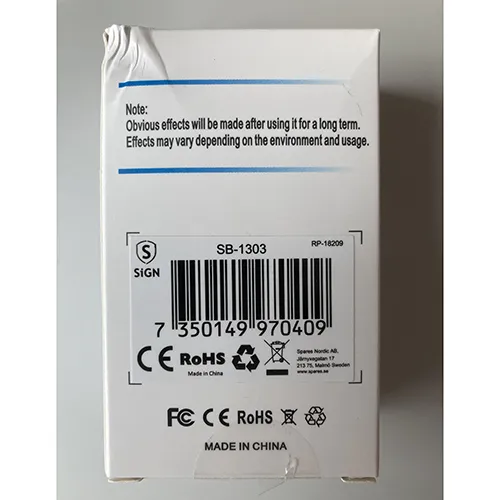 Note:
Obvious effects will be made after using it for a long term.
Effects may vary depending on the environment and usage.
S
SiGN
SB-1303
RP-18209
7 350149 970409
CE RoHS
Made in China
Spares Nordic AB,
Järnyvegatan 17
213 75, Malmö Sweden
www.spares.se
FC CE RoHS
MADE IN CHINA